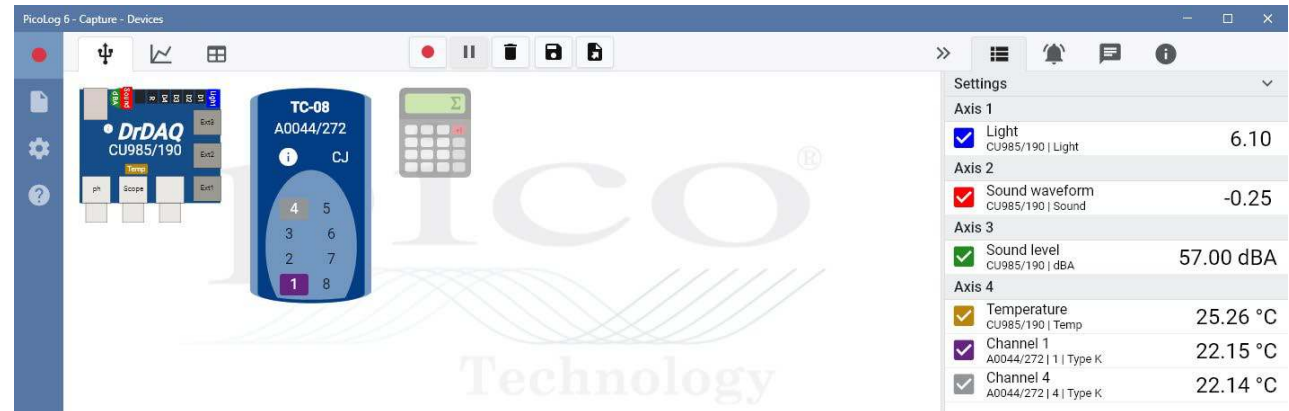 PicoLog 6 - Capture - Devices
dBA Sound R D4 D3 D2 D1 Light
DrDAQ
CU985/190
Temp
ph Scope
Ext3
Ext2
Ext1
TC-08
A0044/272
i CJ
4 5
3 6
2 7
1 8
Σ
pico
®
Technology
Settings
Axis 1
Light 6.10
CU985/190 | Light
Axis 2
Sound waveform -0.25
CU985/190 | Sound
Axis 3
Sound level 57.00 dBA
CU985/190 | dBA
Axis 4
Temperature 25.26 °C
CU985/190 | Temp
Channel 1 22.15 °C
A0044/272 | 1 | Type K
Channel 4 22.14 °C
A0044/272 | 4 | Type K